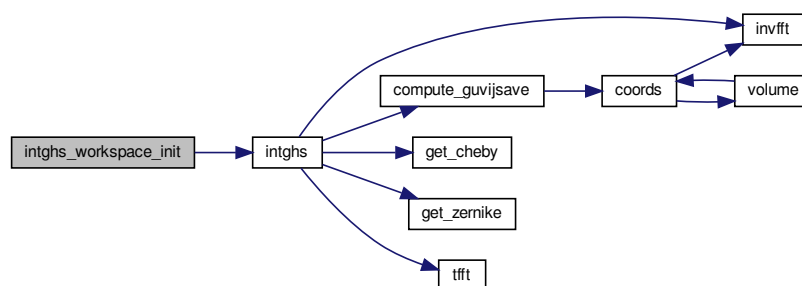 intghs_workspace_init
intghs
invfft
compute_guvijsave
coords
volume
get_cheby
get_zernike
tfft